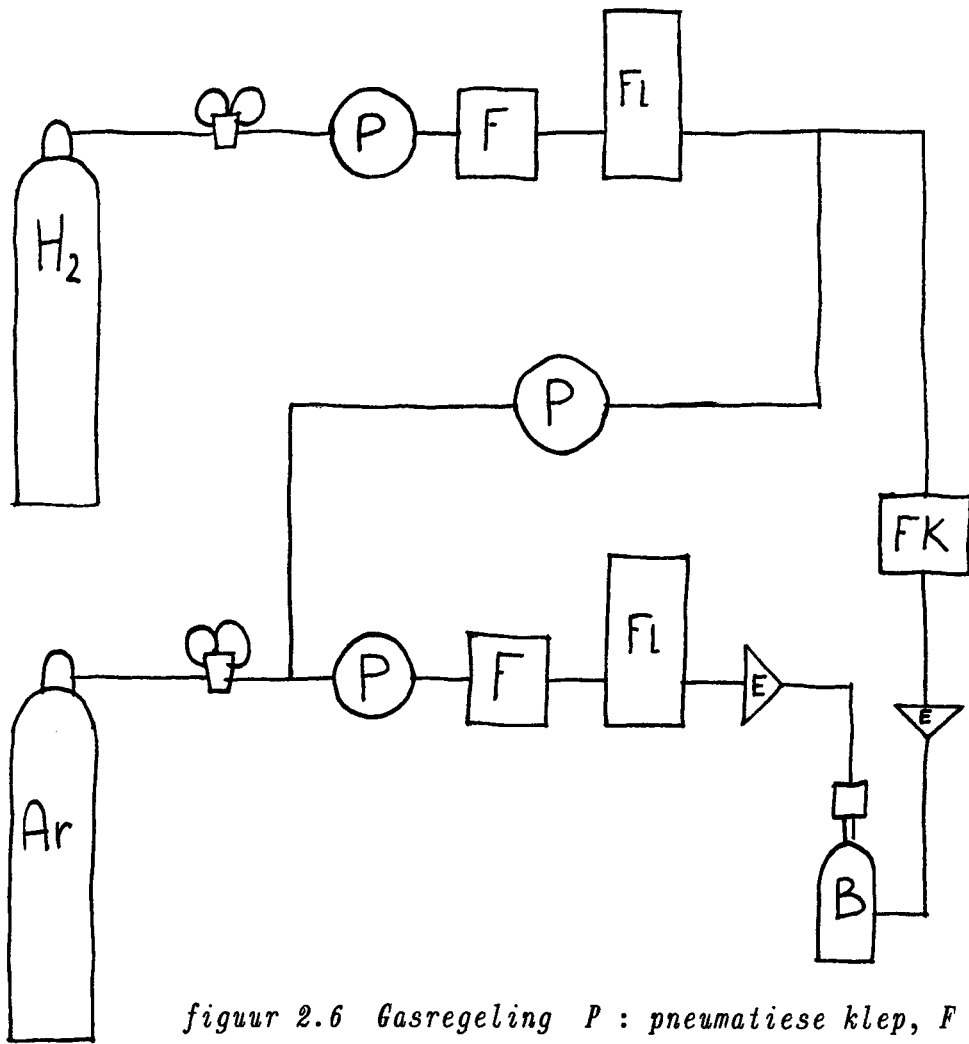 P F Fl
H2
P
FK
P F Fl E E
Ar
B
figuur 2.6 Gasregeling P : pneumatiese klep, F